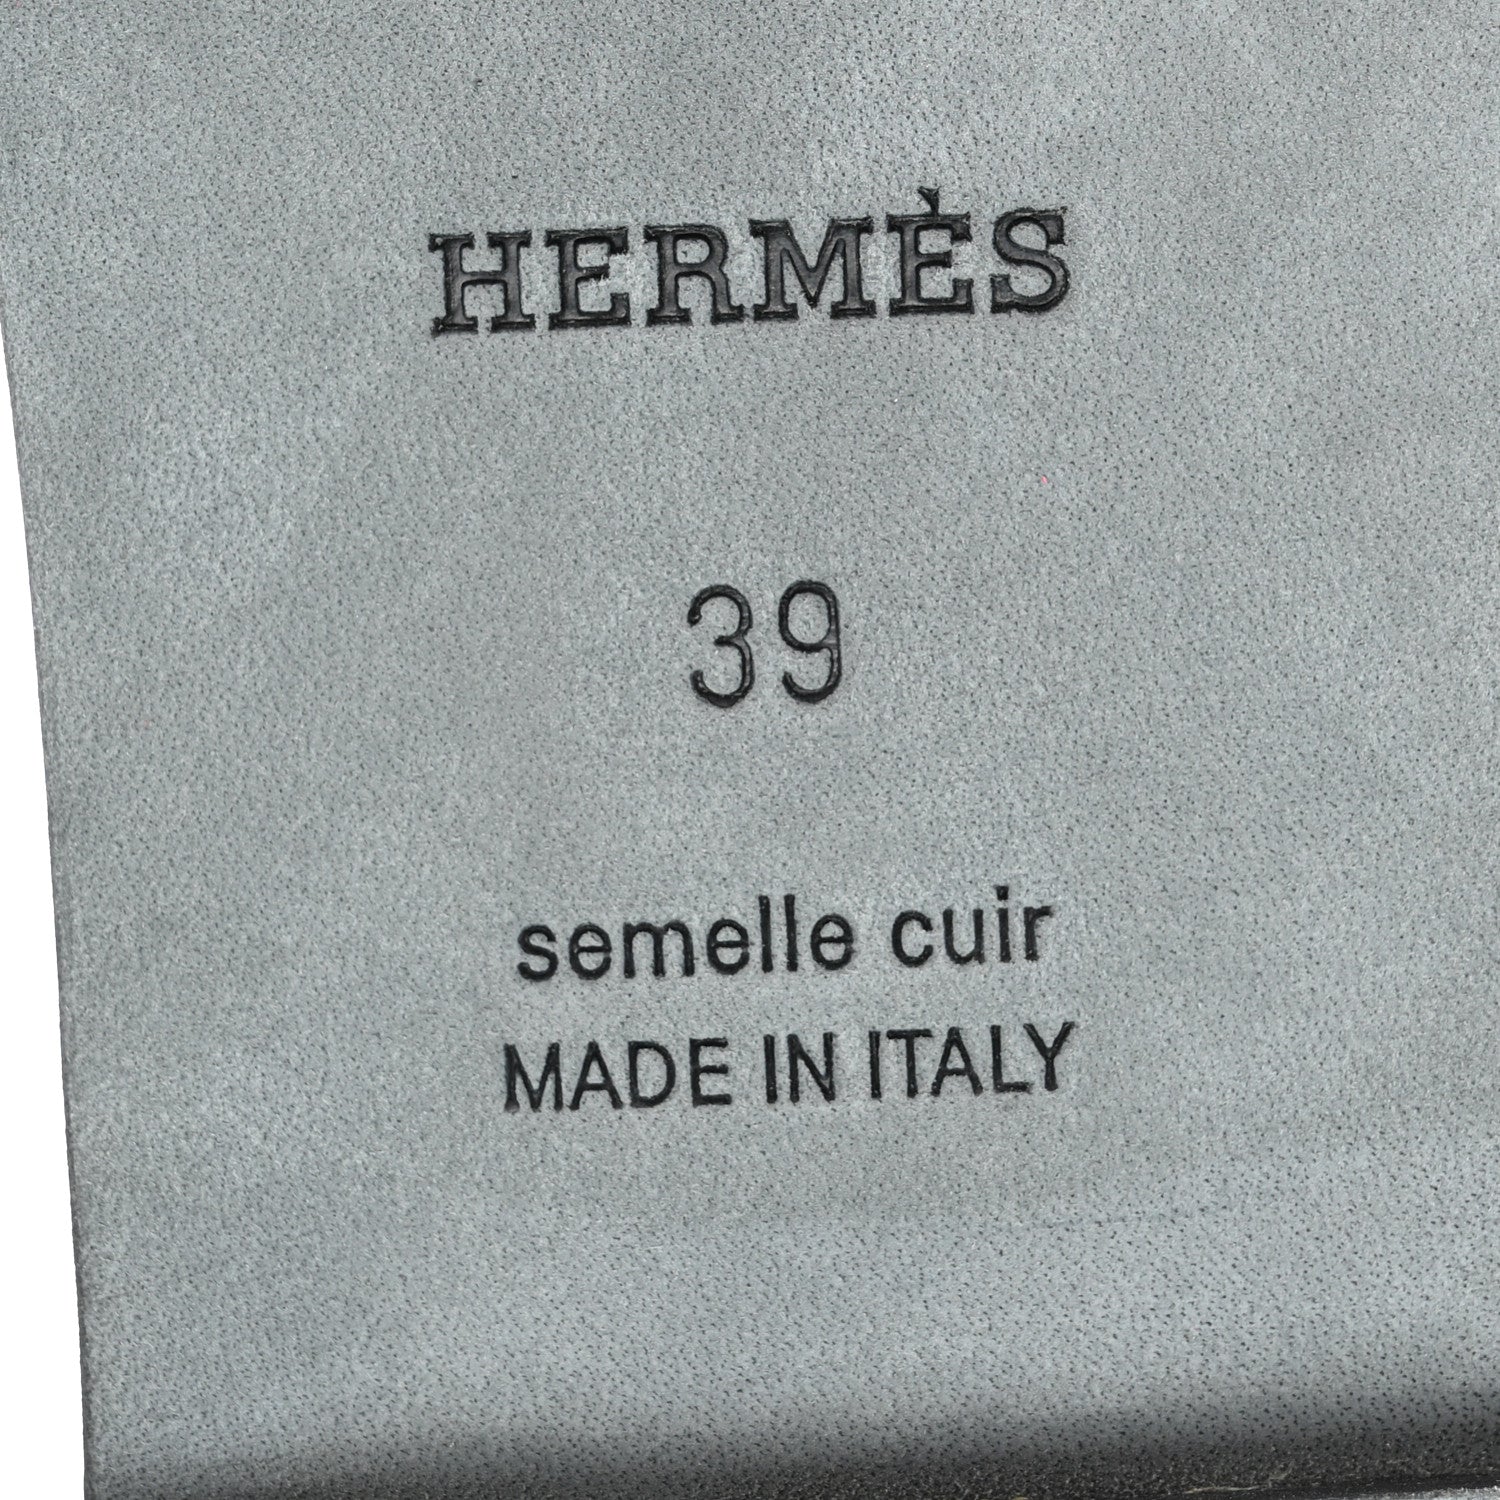 HERMÈS
39
semelle cuir
MADE IN ITALY